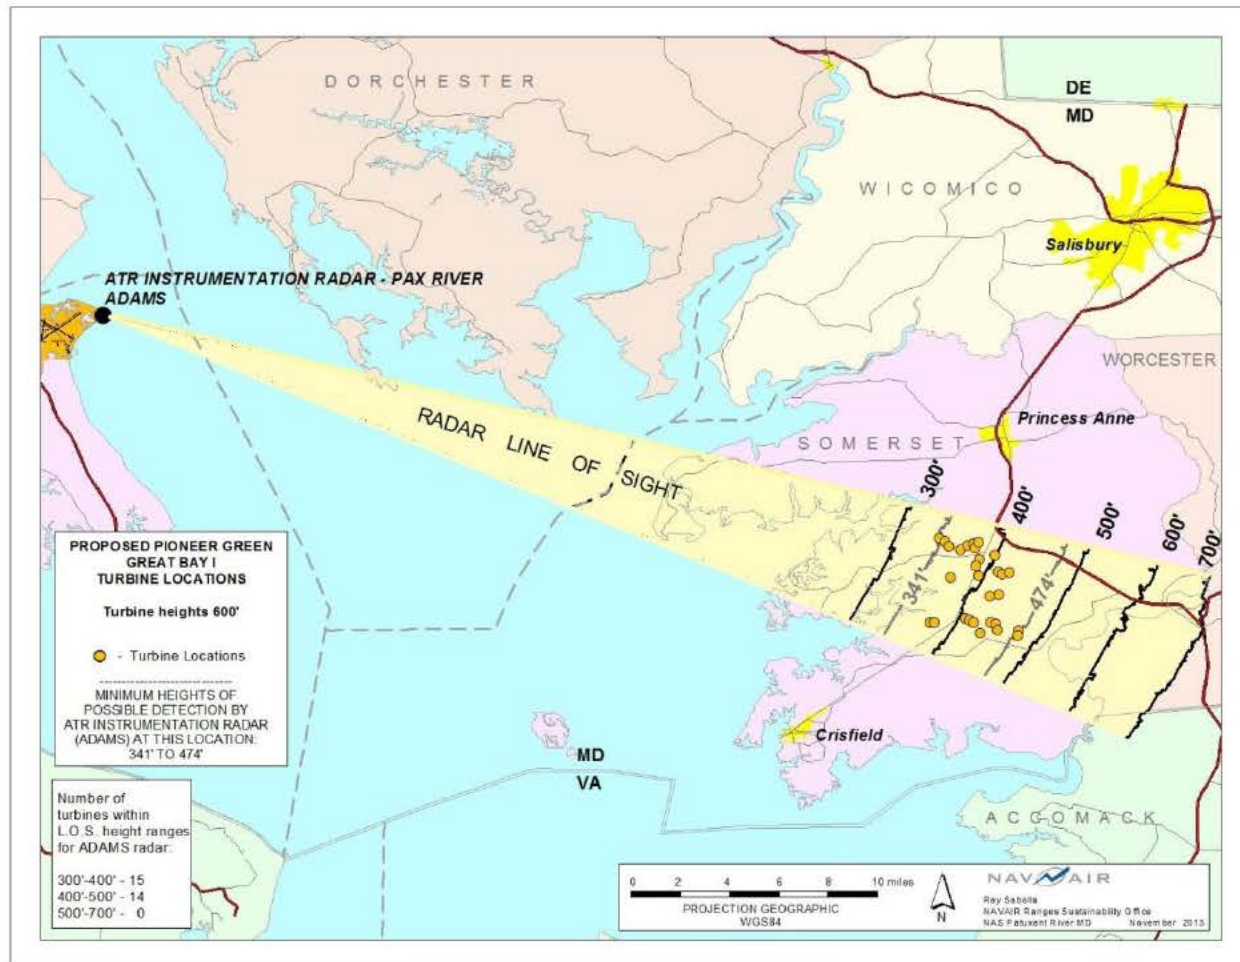 DORCHESTER
DE
MD
WICOMICO
Salisbury
ATR INSTRUMENTATION RADAR - PAX RIVER
ADAMS
WORCESTER
Princess Anne
SOMERSET
RADAR LINE OF SIGHT
300'
400'
500'
600'
700'
341'
474'
PROPOSED PIONEER GREEN
GREAT BAY I
TURBINE LOCATIONS
Turbine heights 600'
- Turbine Locations
MINIMUM HEIGHTS OF
POSSIBLE DETECTION BY
ATR INSTRUMENTATION RADAR
(ADAMS) AT THIS LOCATION:
341' TO 474'
Crisfield
MD
VA
ACCOMACK
Number of
turbines within
L.O.S. height ranges
for ADAMS radar:
300'-400' - 15
400'-500' - 14
500'-700' - 0
0 2 4 6 8 10 miles
PROJECTION GEOGRAPHIC
WGS84
N
NAVAIR
Ray Sabella
NAVAIR Ranges Sustainability Office
NAS Patuxent River MD November 2013